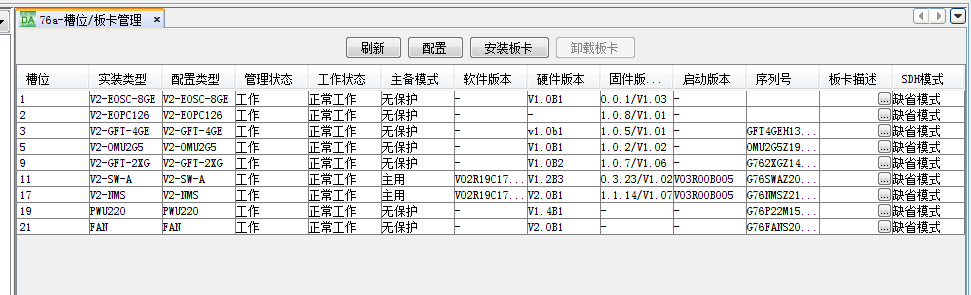 DA 76a-槽位/板卡管理
刷新 配置 安装板卡 卸载板卡
槽位 实装类型 配置类型 管理状态 工作状态 主备模式 软件版本 硬件版本 固件版... 启动版本 序列号 板卡描述 SDH模式
1 V2-EOSC-8GE V2-EOSC-8GE 工作 正常工作 无保护 - V1.0B1 0.0.1/V1.03 - ... 缺省模式
2 V2-EOPC126 V2-EOPC126 工作 正常工作 无保护 - - 1.0.8/V1.01 - ... 缺省模式
3 V2-GFT-4GE V2-GFT-4GE 工作 正常工作 无保护 - v1.0b1 1.0.5/V1.01 - GFT4GEH13... ... 缺省模式
5 V2-OMU2G5 V2-OMU2G5 工作 正常工作 无保护 - V1.0B1 1.0.2/V1.02 - OMU2G5Z19... ... 缺省模式
9 V2-GFT-2XG V2-GFT-2XG 工作 正常工作 无保护 - V1.0B2 1.0.7/V1.06 - G762XGZ14... ... 缺省模式
11 V2-SW-A V2-SW-A 工作 正常工作 主用 V02R19C17... V1.2B3 0.3.23/V1.02 V03R00B005 G76SWAZ20... ... 缺省模式
17 V2-NMS V2-NMS 工作 正常工作 主用 V02R19C17... V2.0B1 1.1.14/V1.07 V03R00B005 G76NMSZ21... ... 缺省模式
19 PWU220 PWU220 工作 正常工作 无保护 - V1.4B1 - - G76P22M15... ... 缺省模式
21 FAN FAN 工作 正常工作 无保护 - V2.0B1 - - G76FANS20... ... 缺省模式